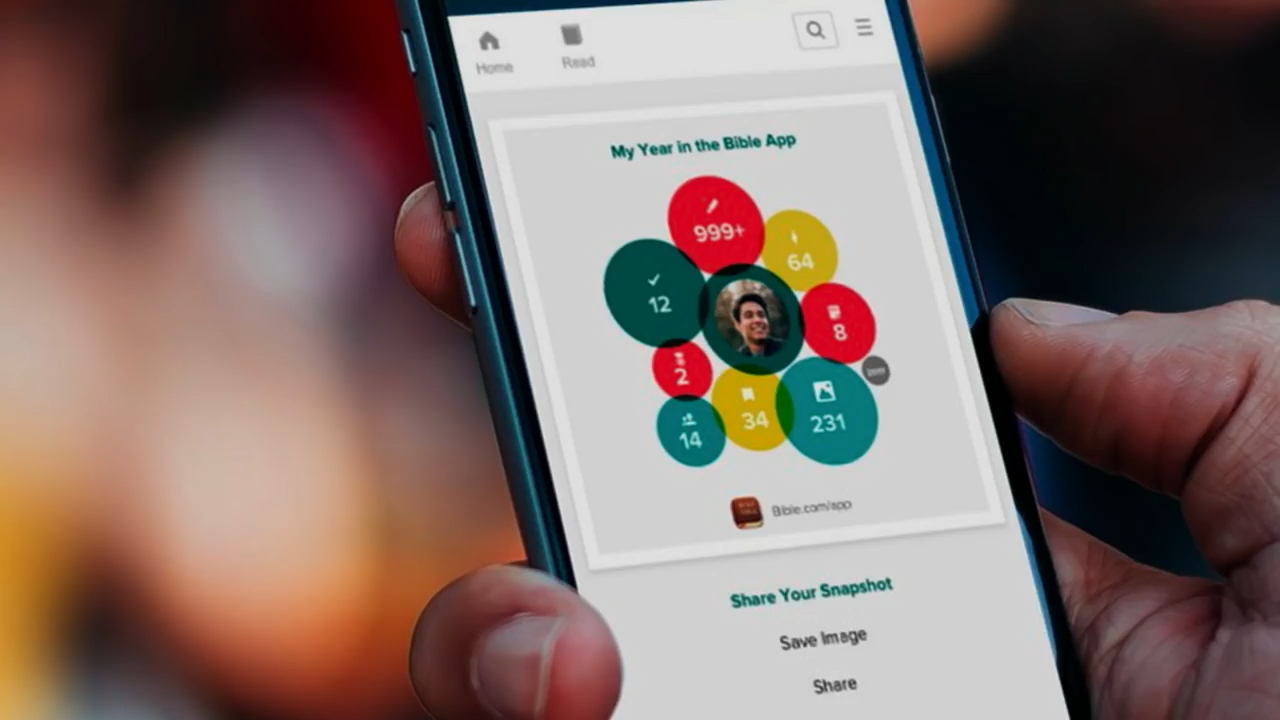 Home
Read
My Year in the Bible App
999+
64
12
8
2
34
231
14
Bible.com/app
Share Your Snapshot
Save Image
Share